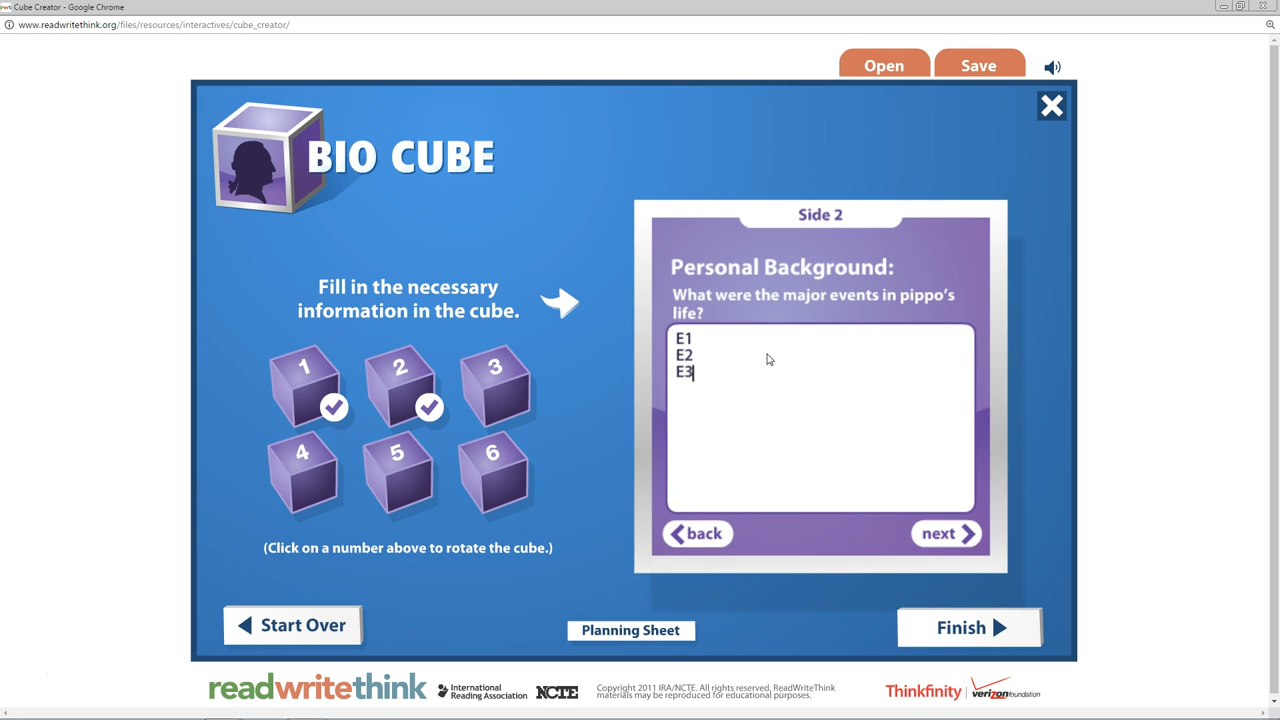 Cube Creator - Google Chrome
www.readwritethink.org/files/resources/interactives/cube_creator/
Open
Save
BIO CUBE
Fill in the necessary
information in the cube.
1
2
3
4
5
6
(Click on a number above to rotate the cube.)
Side 2
Personal Background:
What were the major events in pippo's
life?
E1
E2
E3
back
next
Start Over
Planning Sheet
Finish
readwritethink
International
Reading Association
NCTE
Copyright 2011 IRA/NCTE. All rights reserved, ReadWriteThink
materials may be reproduced for educational purposes.
Thinkfinity
verizonfoundation